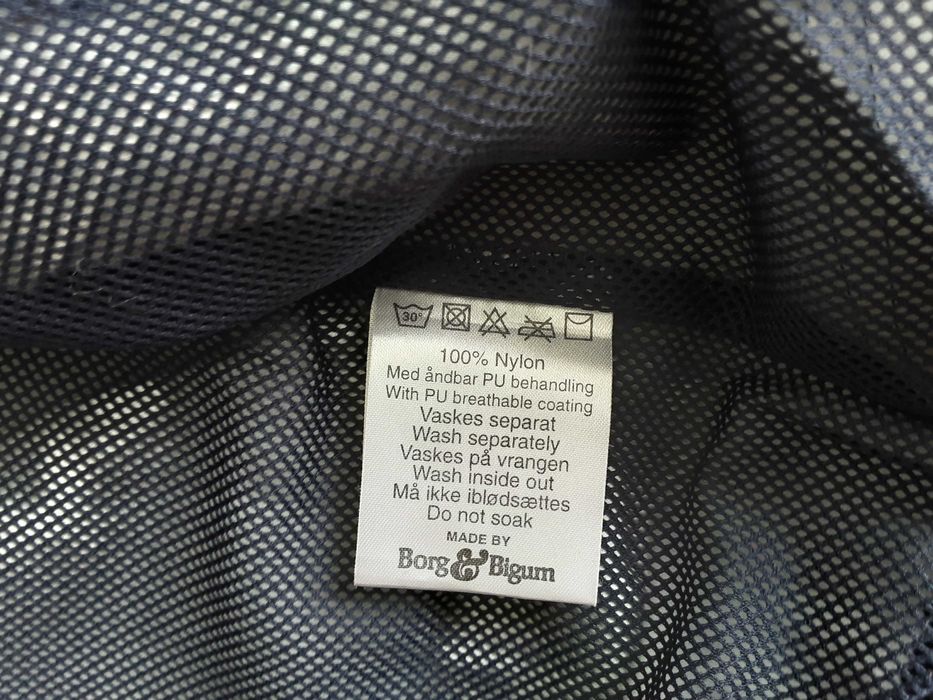 30°
100% Nylon
Med åndbar PU behandling
With PU breathable coating
Vaskes separat
Wash separately
Vaskes på vrangen
Wash inside out
Må ikke iblødsættes
Do not soak
MADE BY
Borg & Bigum